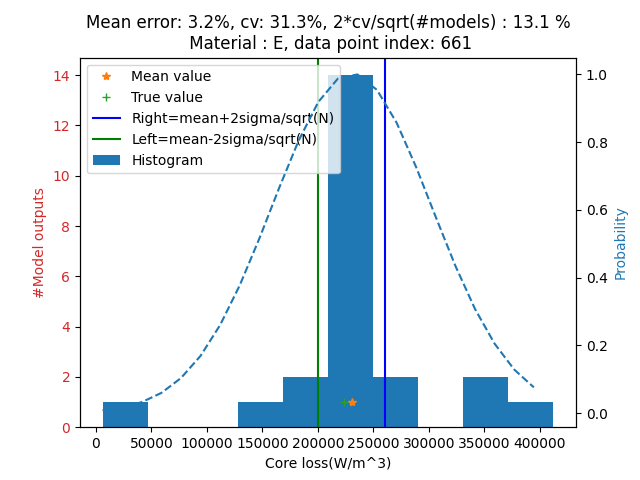 Mean error: 3.2%, cv: 31.3%, 2*cv/sqrt(#models) : 13.1 %
Material : E, data point index: 661
Mean value
True value
Right=mean+2sigma/sqrt(N)
Left=mean-2sigma/sqrt(N)
Histogram
#Model outputs
14
12
10
8
6
4
2
0
1.0
0.8
0.6
0.4
0.2
0.0
Probability
0 50000 100000 150000 200000 250000 300000 350000 400000
Core loss(W/m^3)